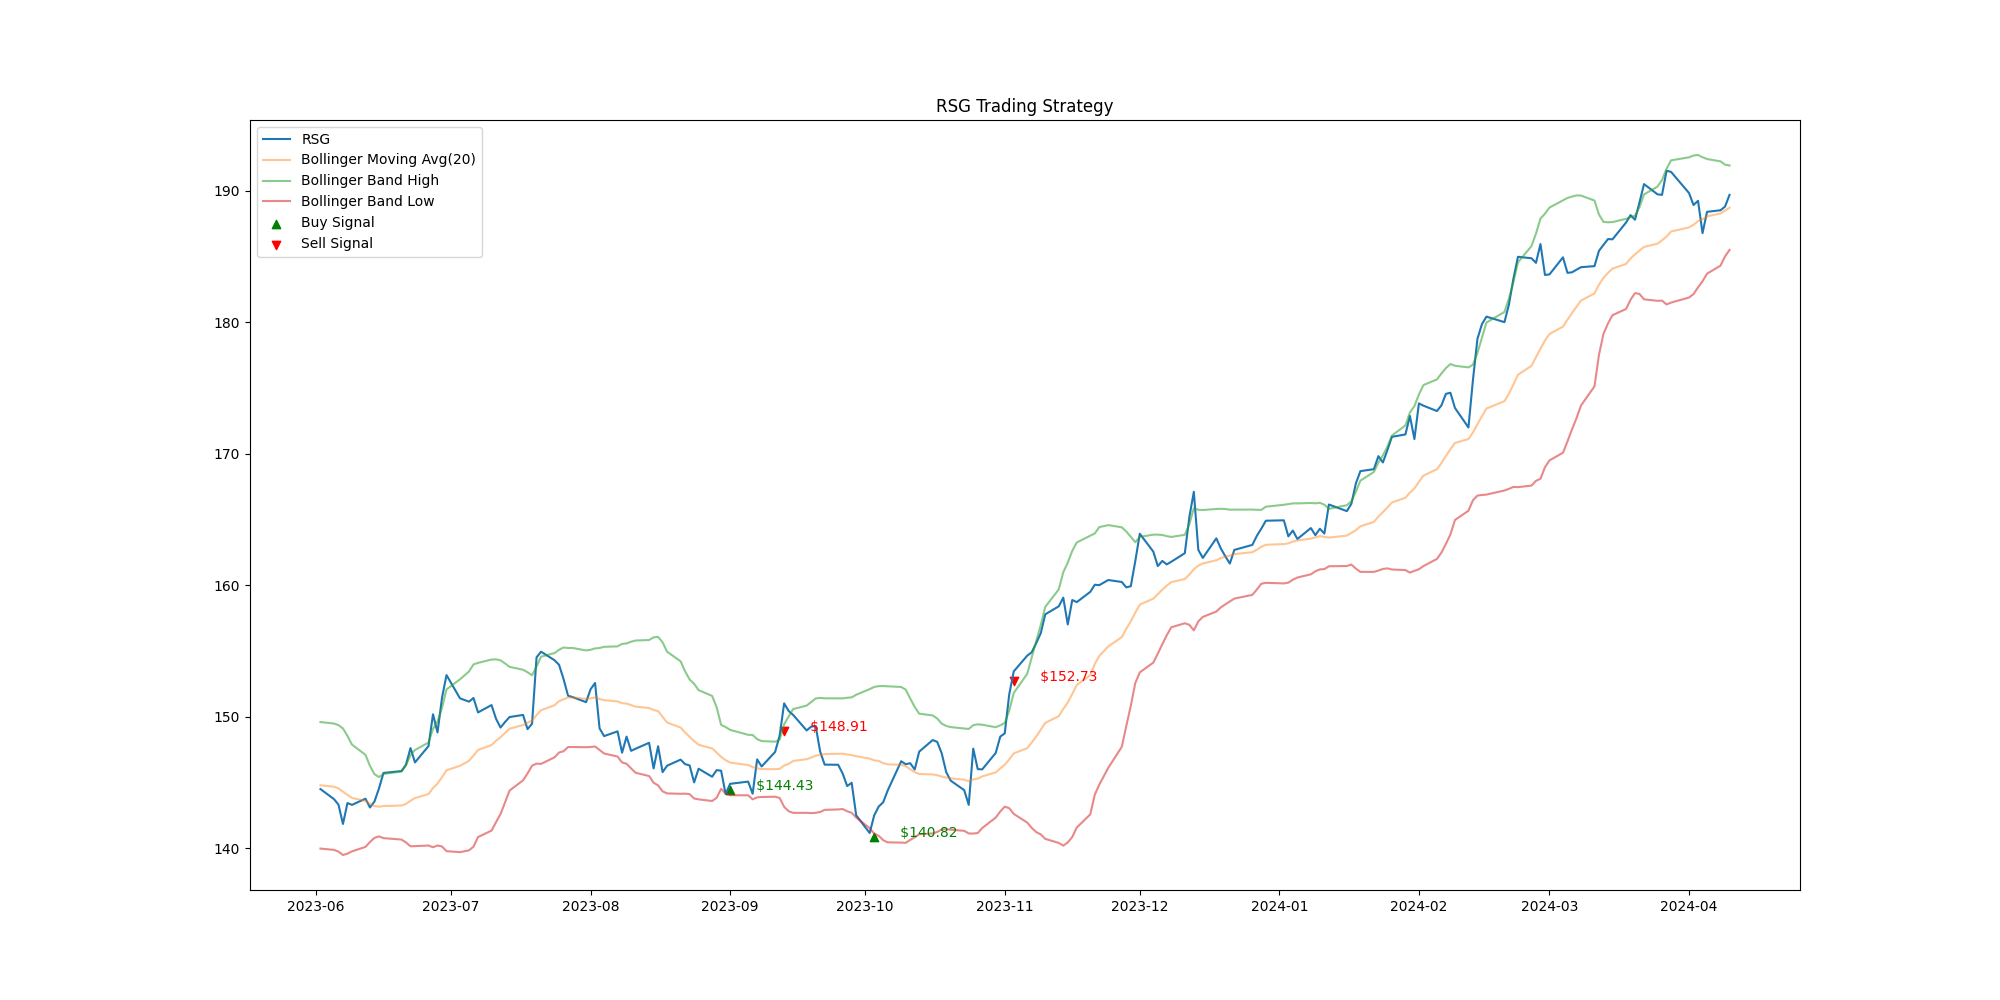 RSG Trading Strategy
RSG
Bollinger Moving Avg(20)
Bollinger Band High
Bollinger Band Low
Buy Signal
Sell Signal
190
180
170
160
150
140
$152.73
$148.91
$144.43
$140.82
2023-06 2023-07 2023-08 2023-09 2023-10 2023-11 2023-12 2024-01 2024-02 2024-03 2024-04